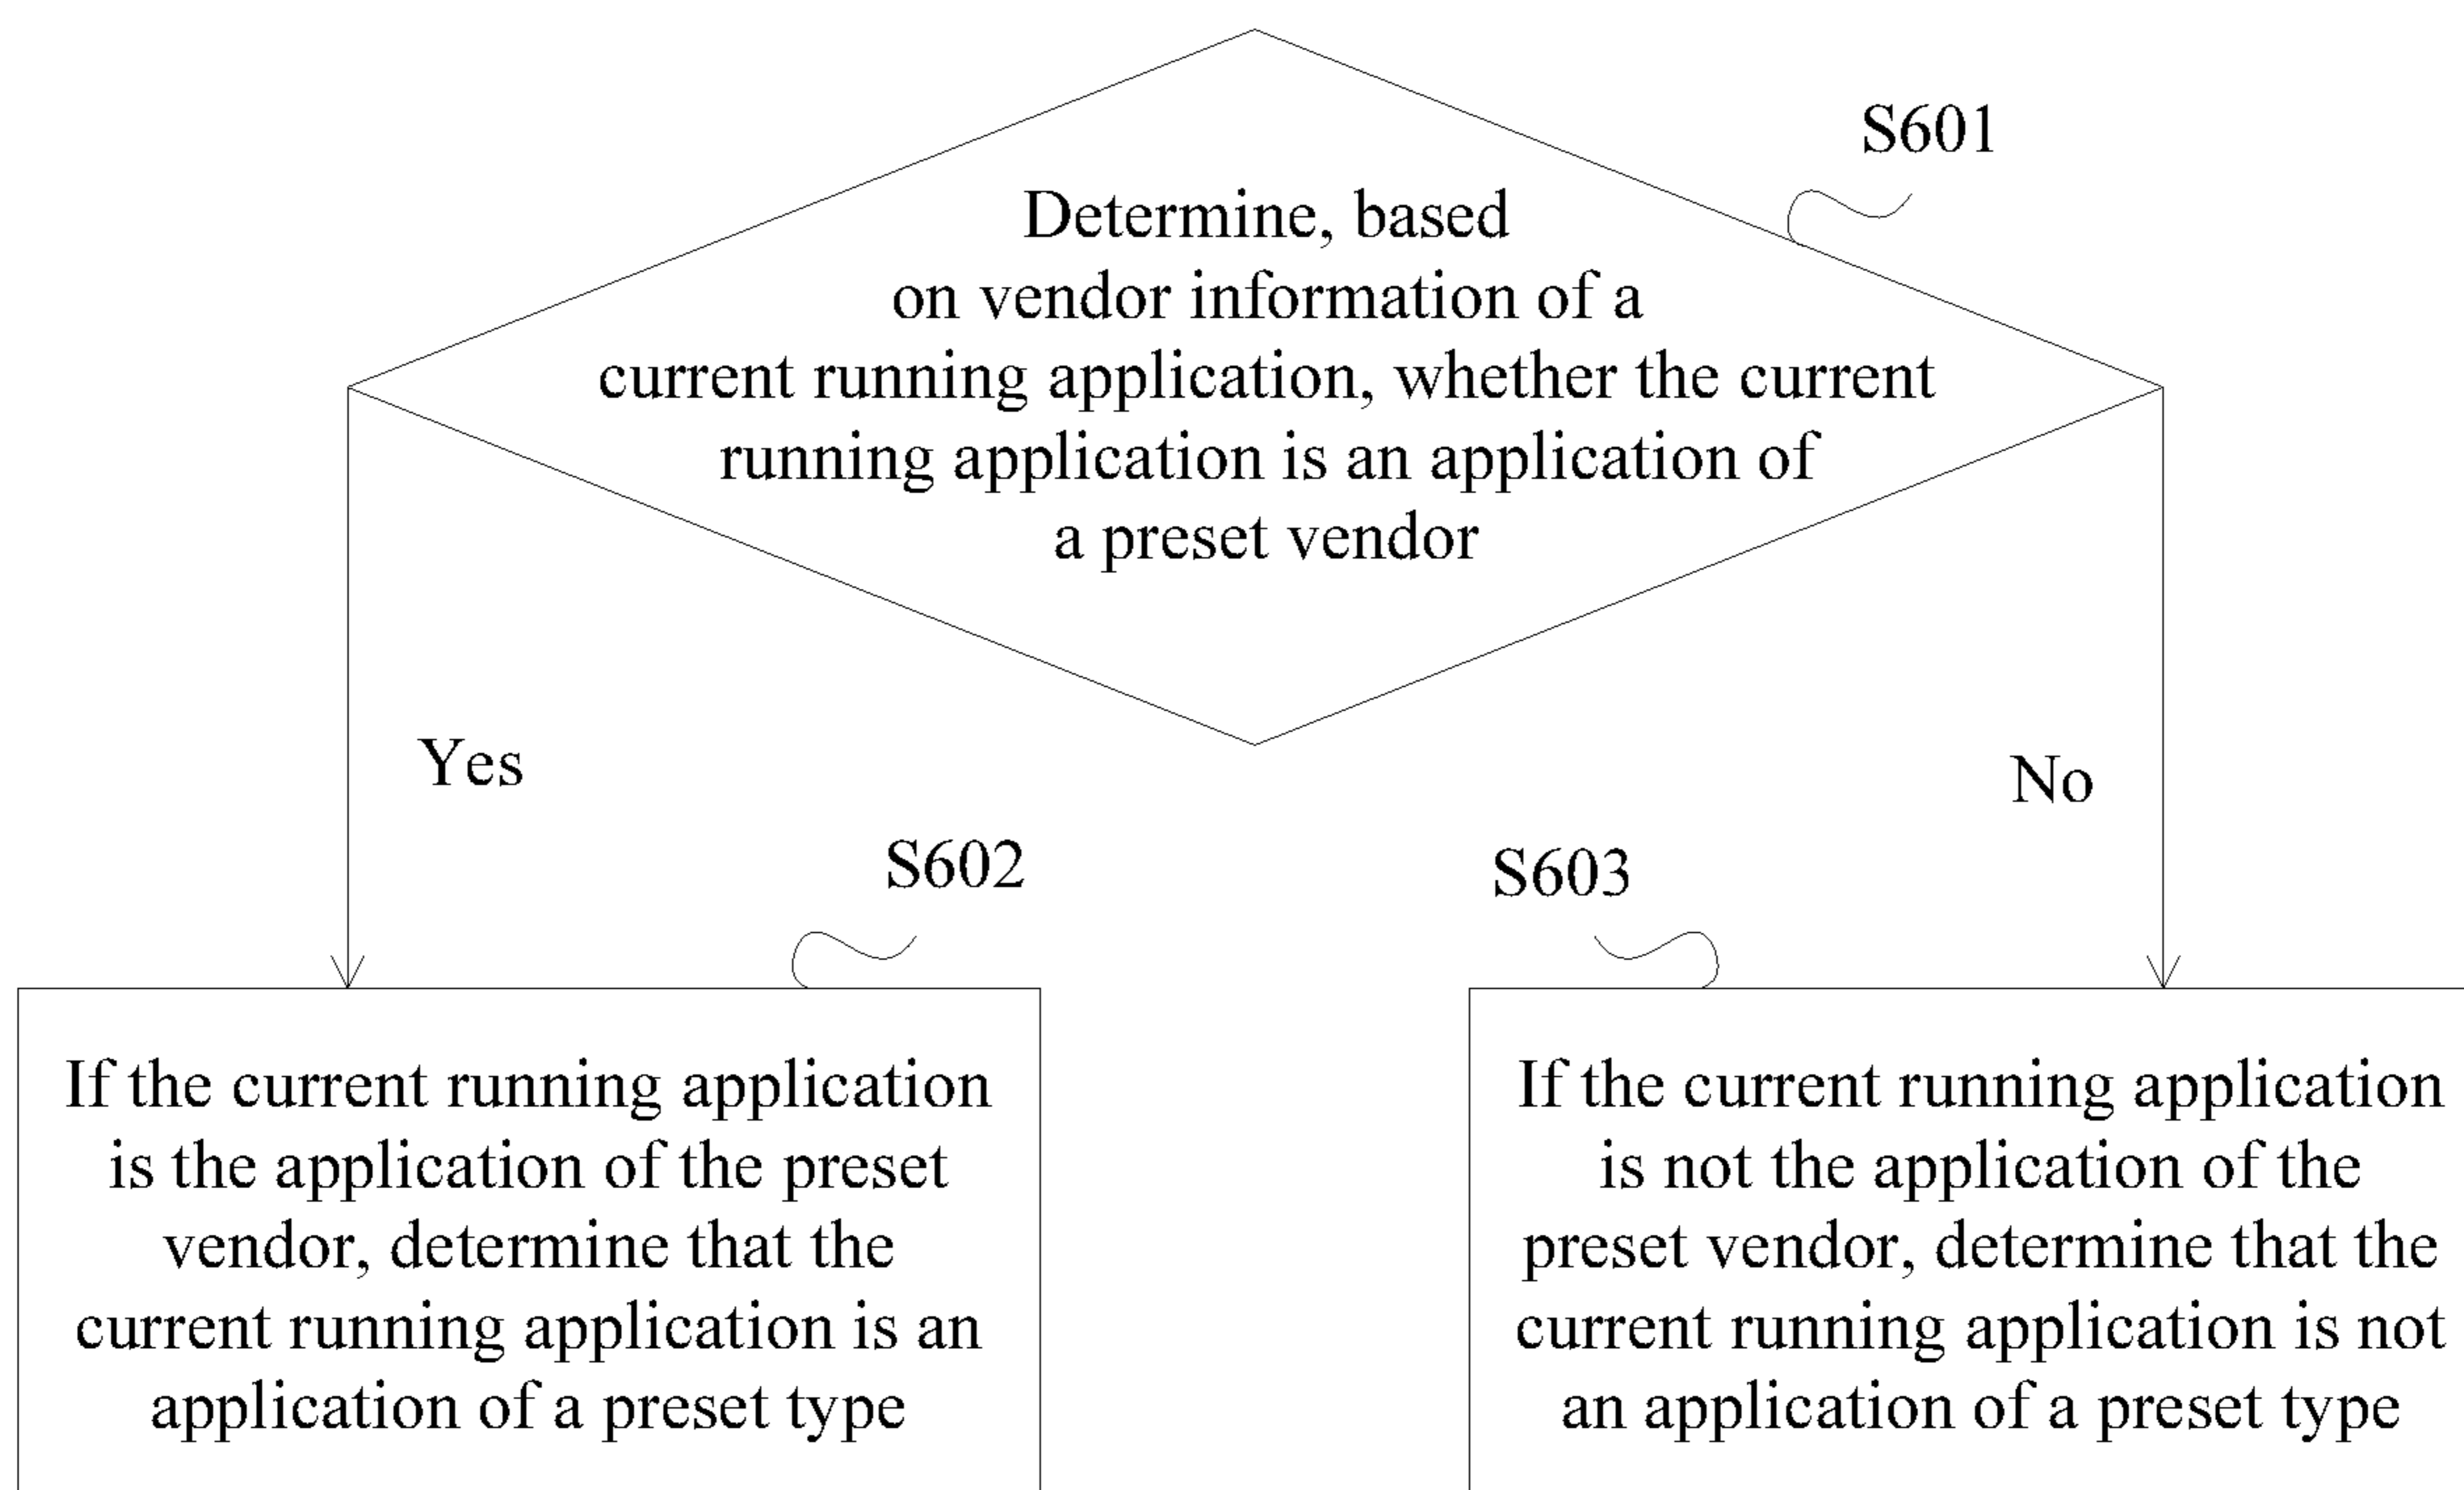 S601
Determine, based
on vendor information of a
current running application, whether the current
running application is an application of
a preset vendor
Yes
No
S602
S603
If the current running application
is the application of the preset
vendor, determine that the
current running application is an
application of a preset type
If the current running application
is not the application of the
preset vendor, determine that the
current running application is not
an application of a preset type